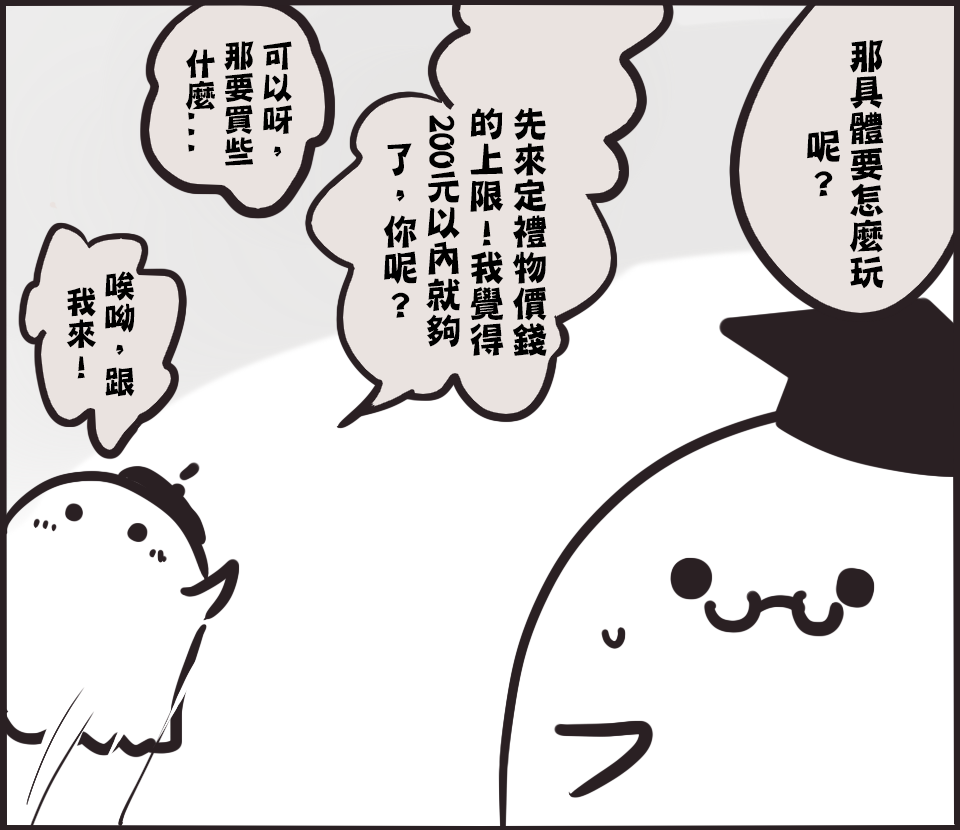 那具體要怎麼玩
呢？
先來定禮物價錢
的上限！我覺得
200元以內就夠
了，你呢？
可以呀，
那要買些
什麼…
唉呦，跟
我來！